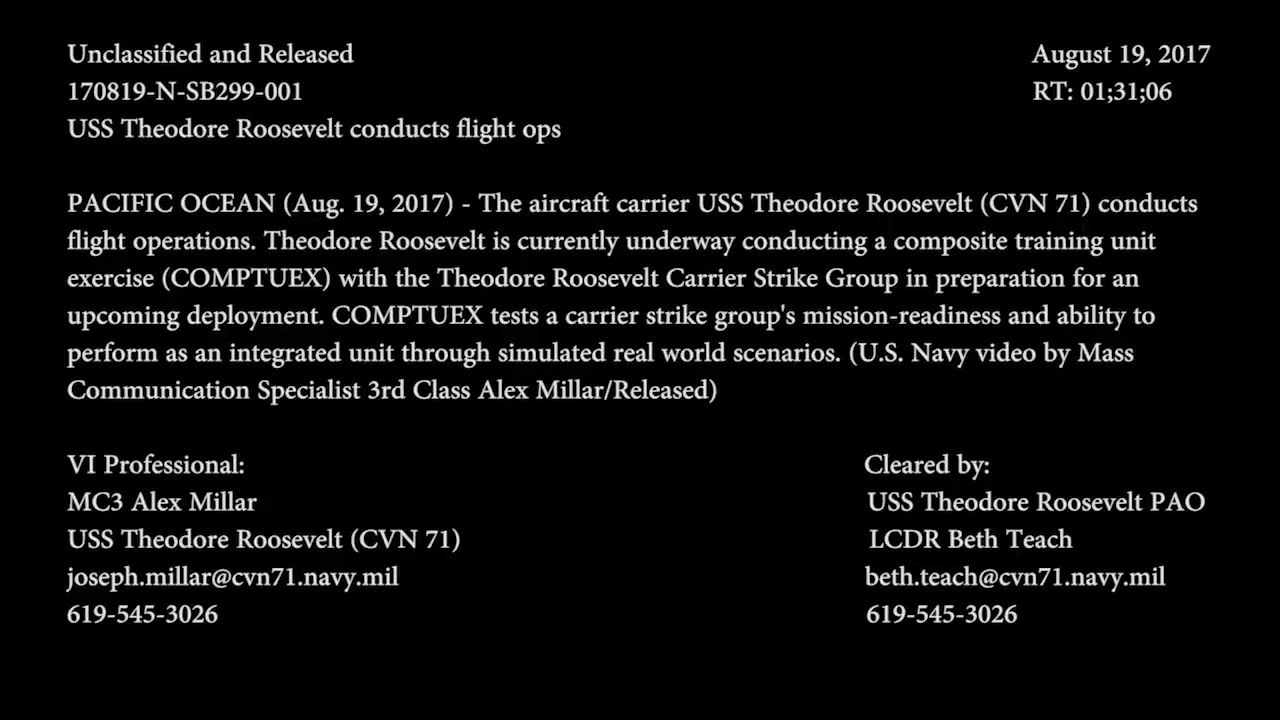 Unclassified and Released
August 19, 2017
170819-N-SB299-001
RT: 01;31;06
USS Theodore Roosevelt conducts flight ops
PACIFIC OCEAN (Aug. 19, 2017) - The aircraft carrier USS Theodore Roosevelt (CVN 71) conducts
flight operations. Theodore Roosevelt is currently underway conducting a composite training unit
exercise (COMPTUEX) with the Theodore Roosevelt Carrier Strike Group in preparation for an
upcoming deployment. COMPTUEX tests a carrier strike group's mission-readiness and ability to
perform as an integrated unit through simulated real world scenarios. (U.S. Navy video by Mass
Communication Specialist 3rd Class Alex Millar/Released)
VI Professional:
MC3 Alex Millar
USS Theodore Roosevelt (CVN 71)
joseph.millar@cvn71.navy.mil
619-545-3026
Cleared by:
USS Theodore Roosevelt PAO
LCDR Beth Teach
beth.teach@cvn71.navy.mil
619-545-3026